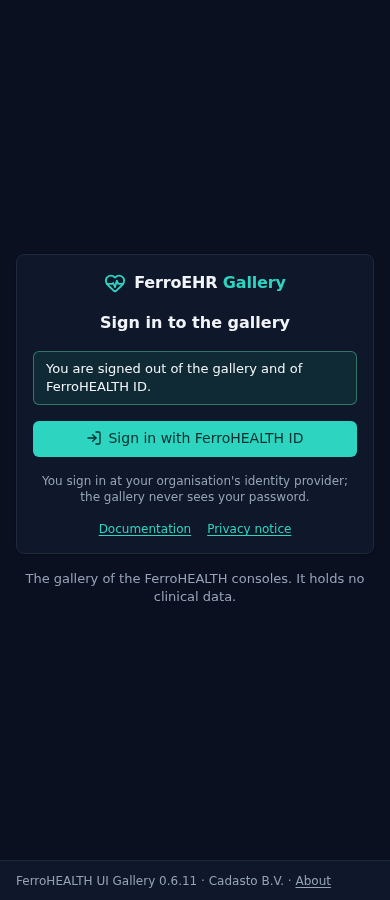 FerroEHR Gallery
Sign in to the gallery
You are signed out of the gallery and of
FerroHEALTH ID.
Sign in with FerroHEALTH ID
You sign in at your organisation's identity provider;
the gallery never sees your password.
Documentation Privacy notice
The gallery of the FerroHEALTH consoles. It holds no
clinical data.
FerroHEALTH UI Gallery 0.6.11 · Cadasto B.V. · About